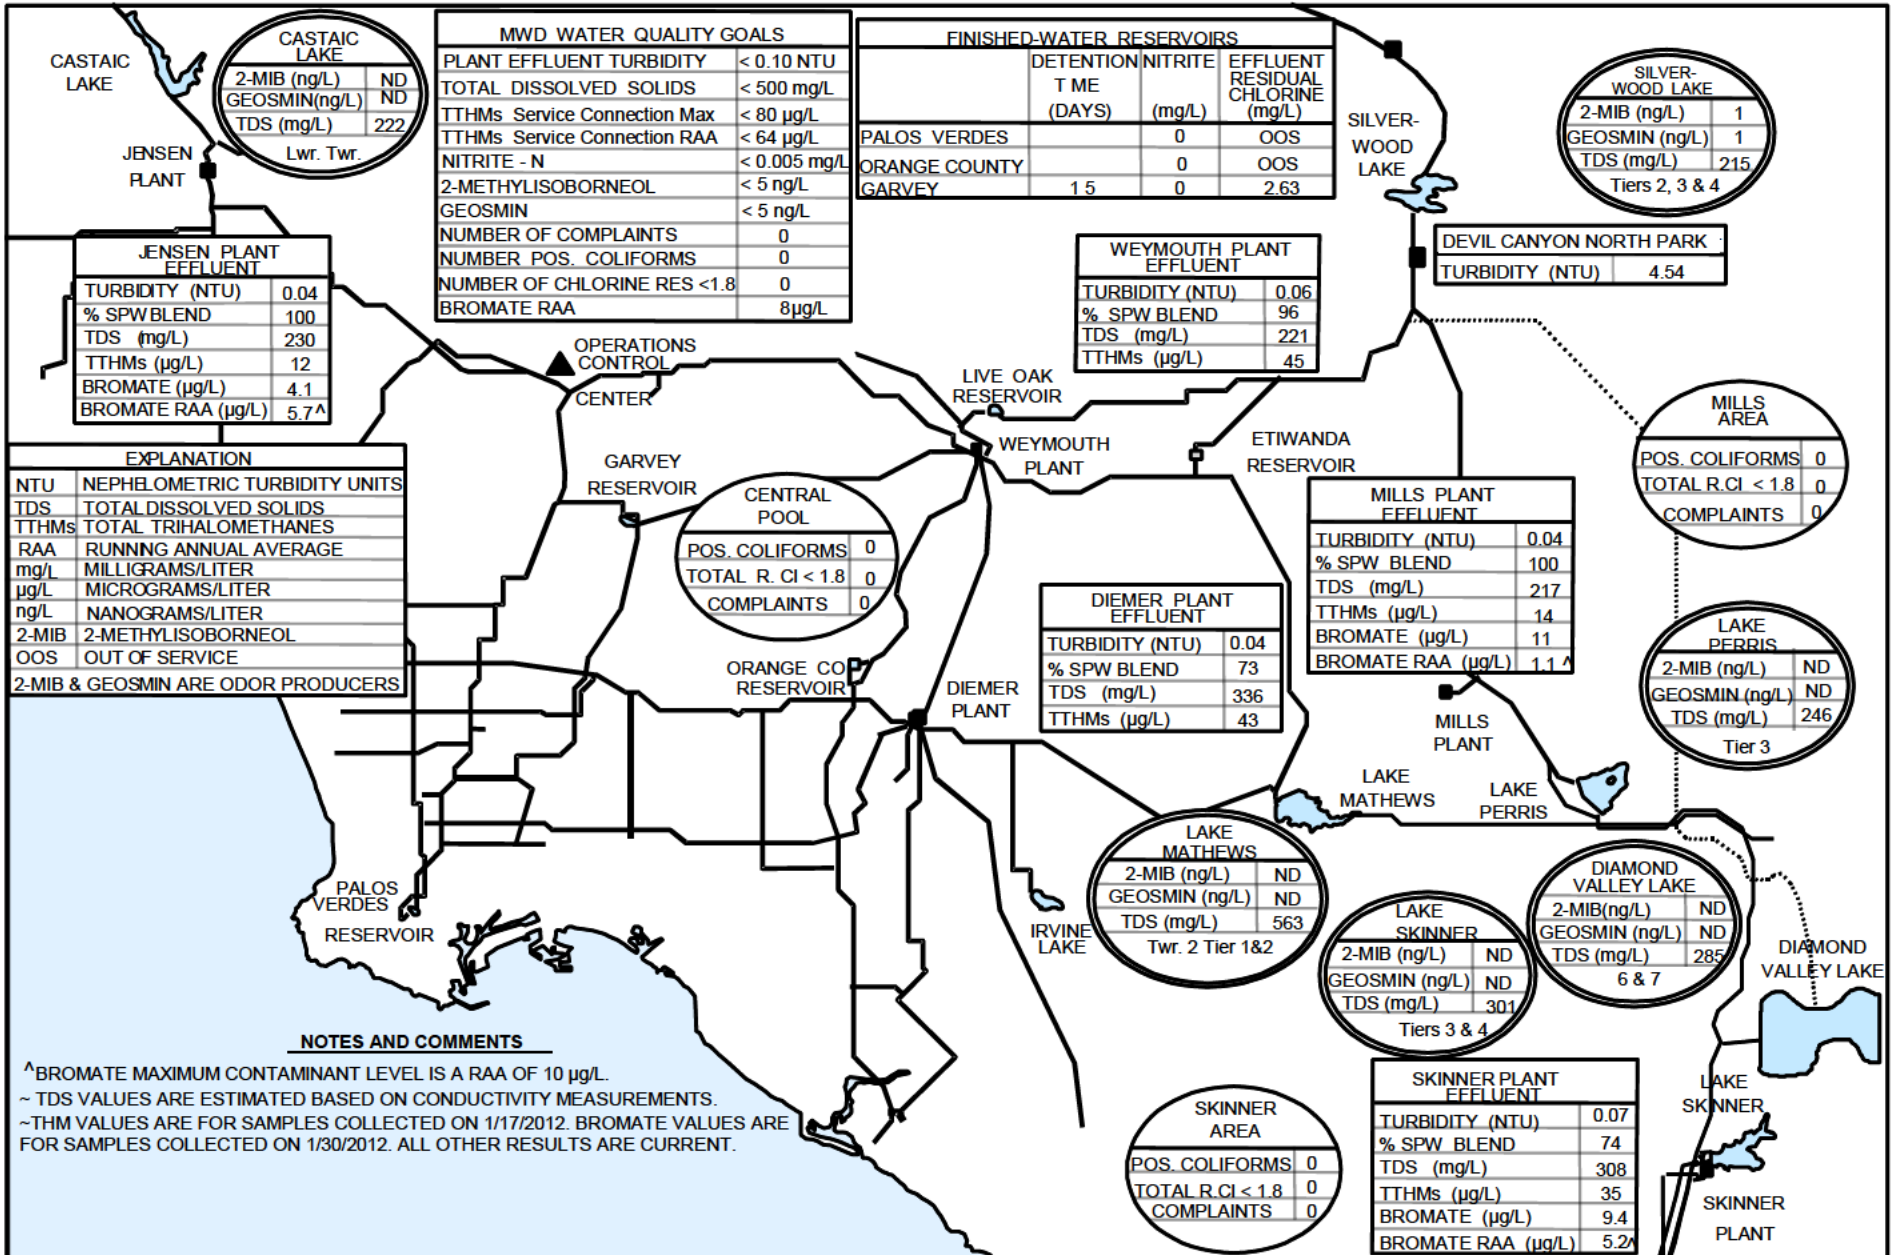 CASTAIC
LAKE
CASTAIC
LAKE
2-MIB (ng/L) ND
GEOSMIN(ng/L) ND
TDS (mg/L) 222
Lwr. Twr.
JENSEN
PLANT
MWD WATER QUALITY GOALS
PLANT EFFLUENT TURBIDITY < 0.10 NTU
TOTAL DISSOLVED SOLIDS < 500 mg/L
TTHMs Service Connection Max < 80 µg/L
TTHMs Service Connection RAA < 64 µg/L
NITRITE - N < 0.005 mg/L
2-METHYLISOBORNEOL < 5 ng/L
GEOSMIN < 5 ng/L
NUMBER OF COMPLAINTS 0
NUMBER POS. COLIFORMS 0
NUMBER OF CHLORINE RES <1.8 0
BROMATE RAA 8µg/L
FINISHED-WATER RESERVOIRS
DETENTION NITRITE EFFLUENT
T ME RESIDUAL
CHLORINE
(DAYS) (mg/L) (mg/L)
PALOS VERDES 0 OOS
ORANGE COUNTY 0 OOS
GARVEY 1 5 0 2.63
SILVER-
WOOD
LAKE
SILVER-
WOOD LAKE
2-MIB (ng/L) 1
GEOSMIN (ng/L) 1
TDS (mg/L) 215
Tiers 2, 3 & 4
DEVIL CANYON NORTH PARK
TURBIDITY (NTU) 4.54
JENSEN PLANT
EFFLUENT
TURBIDITY (NTU) 0.04
% SPW BLEND 100
TDS (mg/L) 230
TTHMs (µg/L) 12
BROMATE (µg/L) 4.1
BROMATE RAA (µg/L) 5.7^
WEYMOUTH PLANT
EFFLUENT
TURBIDITY (NTU) 0.06
% SPW BLEND 96
TDS (mg/L) 221
TTHMs (µg/L) 45
OPERATIONS
CONTROL
CENTER
LIVE OAK
RESERVOIR
WEYMOUTH
PLANT
ETIWANDA
RESERVOIR
MILLS
AREA
POS. COLIFORMS 0
TOTAL R.Cl < 1.8 0
COMPLAINTS 0
EXPLANATION
NTU NEPHELOMETRIC TURBIDITY UNITS
TDS TOTAL DISSOLVED SOLIDS
TTHMs TOTAL TRIHALOMETHANES
RAA RUNNING ANNUAL AVERAGE
mg/L MILLIGRAMS/LITER
µg/L MICROGRAMS/LITER
ng/L NANOGRAMS/LITER
2-MIB 2-METHYLISOBORNEOL
OOS OUT OF SERVICE
2-MIB & GEOSMIN ARE ODOR PRODUCERS
GARVEY
RESERVOIR
CENTRAL
POOL
POS. COLIFORMS 0
TOTAL R. Cl < 1.8 0
COMPLAINTS 0
MILLS PLANT
EFFLUENT
TURBIDITY (NTU) 0.04
% SPW BLEND 100
TDS (mg/L) 217
TTHMs (µg/L) 14
BROMATE (µg/L) 11
BROMATE RAA (µg/L) 1.1 ^
DIEMER PLANT
EFFLUENT
TURBIDITY (NTU) 0.04
% SPW BLEND 73
TDS (mg/L) 336
TTHMs (µg/L) 43
LAKE
PERRIS
2-MIB (ng/L) ND
GEOSMIN (ng/L) ND
TDS (mg/L) 246
Tier 3
ORANGE CO
RESERVOIR
DIEMER
PLANT
MILLS
PLANT
LAKE
MATHEWS
LAKE
PERRIS
LAKE
MATHEWS
2-MIB (ng/L) ND
GEOSMIN (ng/L) ND
TDS (mg/L) 563
Twr. 2 Tier 1&2
DIAMOND
VALLEY LAKE
2-MIB(ng/L) ND
GEOSMIN (ng/L) ND
TDS (mg/L) 285
6 & 7
PALOS
VERDES
RESERVOIR
IRVINE
LAKE
LAKE
SKINNER
2-MIB (ng/L) ND
GEOSMIN (ng/L) ND
TDS (mg/L) 301
Tiers 3 & 4
DIAMOND
VALLEY LAKE
NOTES AND COMMENTS
^BROMATE MAXIMUM CONTAMINANT LEVEL IS A RAA OF 10 µg/L.
~ TDS VALUES ARE ESTIMATED BASED ON CONDUCTIVITY MEASUREMENTS.
~THM VALUES ARE FOR SAMPLES COLLECTED ON 1/17/2012. BROMATE VALUES ARE
FOR SAMPLES COLLECTED ON 1/30/2012. ALL OTHER RESULTS ARE CURRENT.
SKINNER
AREA
POS. COLIFORMS 0
TOTAL R.Cl < 1.8 0
COMPLAINTS 0
SKINNER PLANT
EFFLUENT
TURBIDITY (NTU) 0.07
% SPW BLEND 74
TDS (mg/L) 308
TTHMs (µg/L) 35
BROMATE (µg/L) 9.4
BROMATE RAA (µg/L) 5.2^
LAKE
SKINNER
SKINNER
PLANT